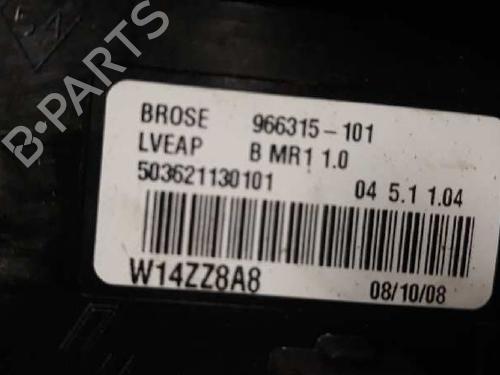 B-PARTS
BROSE 966315-101
LVEAP B MR1 1.0
503621130101 04 5.1 1.04
W14ZZ8A8 08/10/08